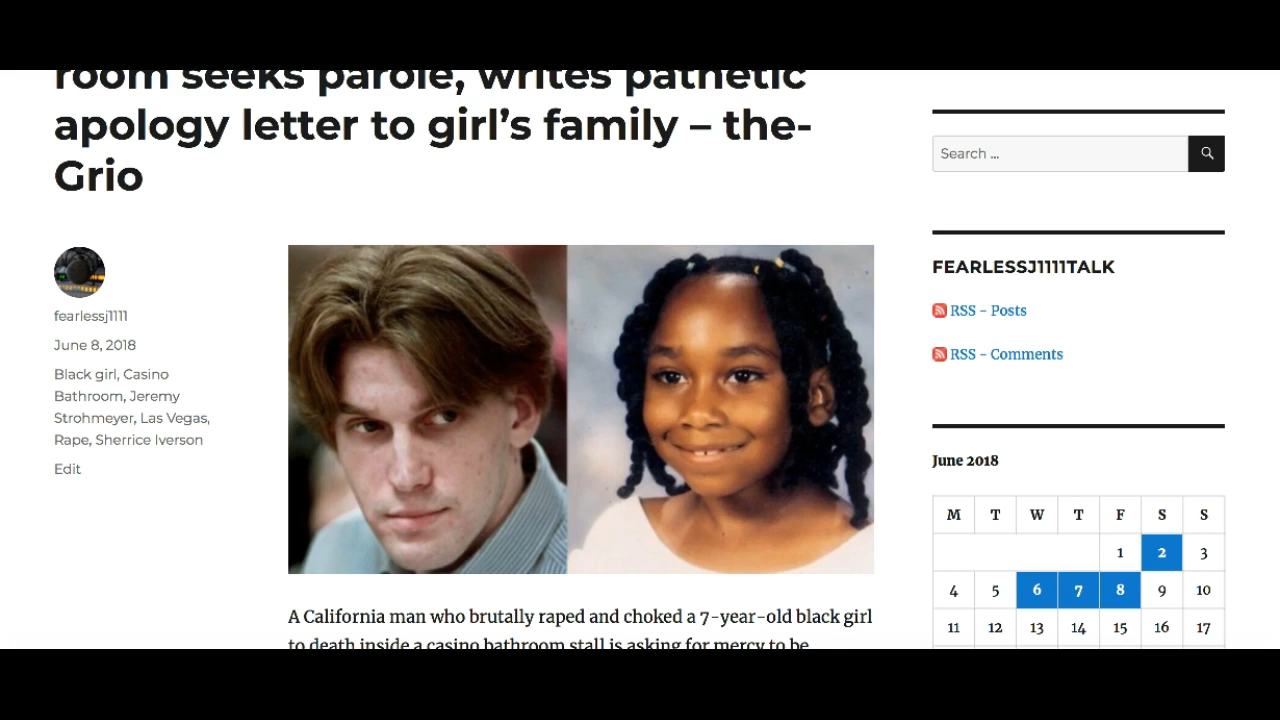 room seeks parole, writes pathetic
apology letter to girl's family – the-
Grio
fearlessj1111
June 8, 2018
Black girl, Casino
Bathroom, Jeremy
Strohmeyer, Las Vegas,
Rape, Sherrice Iverson
Edit
A California man who brutally raped and choked a 7-year-old black girl
to death inside a casino bathroom stall is asking for mercy to be
Search ...
FEARLESSJ1111TALK
RSS - Posts
RSS - Comments
June 2018
M T W T F S S
1 2 3
4 5 6 7 8 9 10
11 12 13 14 15 16 17